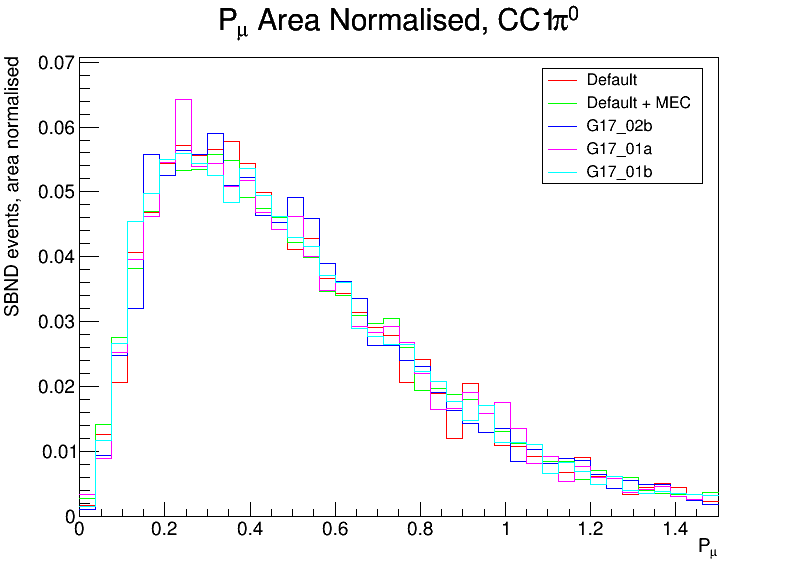 Pμ Area Normalised, CC1π⁰
SBND events, area normalised
0.07
0.06
0.05
0.04
0.03
0.02
0.01
0
Default
Default + MEC
G17_02b
G17_01a
G17_01b
0 0.2 0.4 0.6 0.8 1 1.2 1.4
Pμ